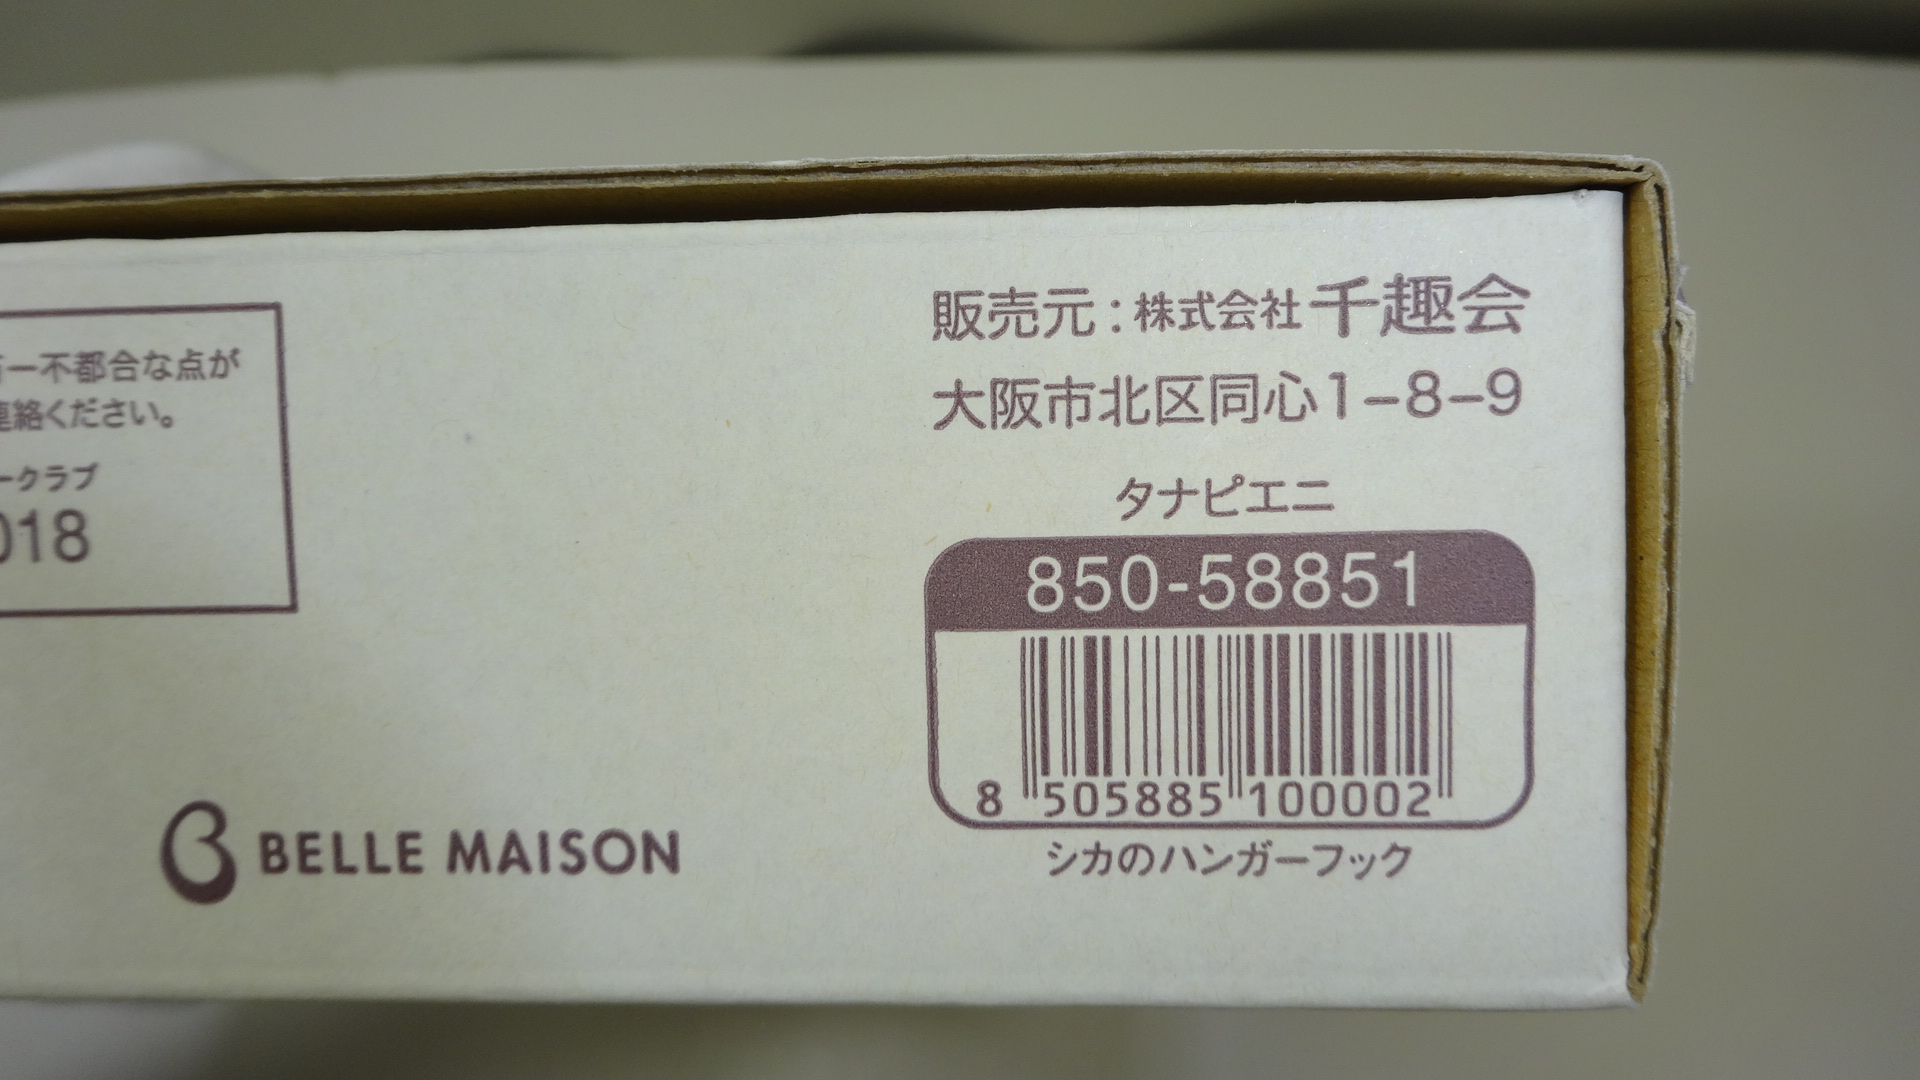 一不都合な点が
連絡ください。
ークラブ
018
販売元：株式会社千趣会
大阪市北区同心1-8-9
タナピエニ
850-58851
8 505885 100002
シカのハンガーフック
BELLE MAISON